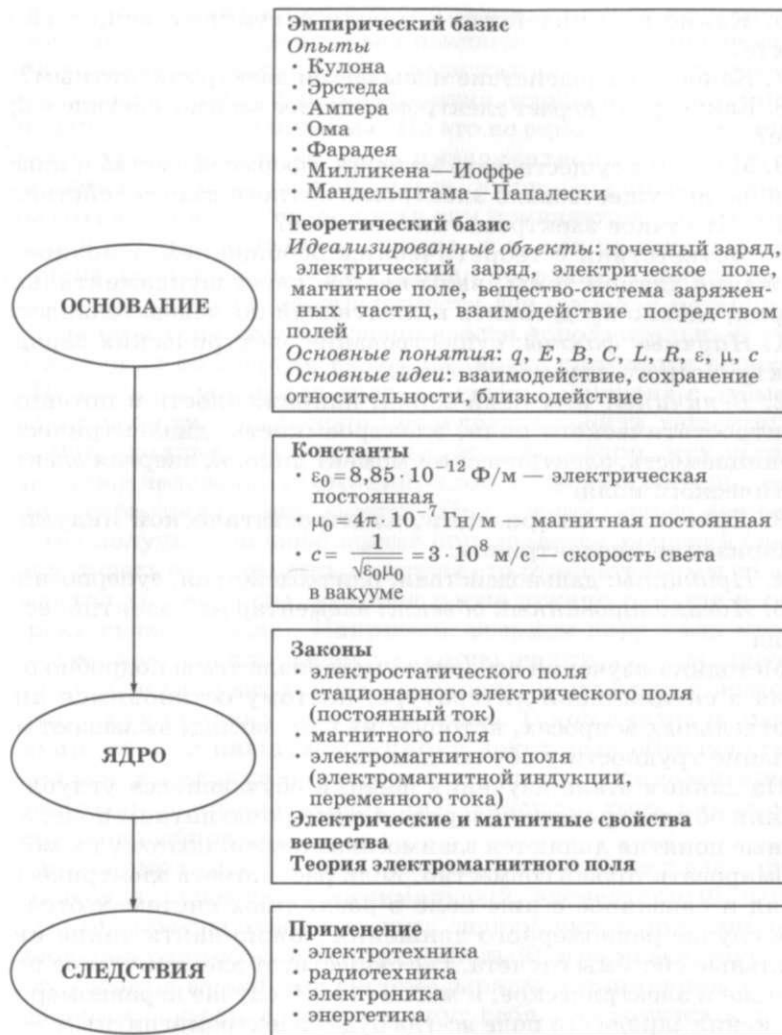 Эмпирический базис
Опыты
· Кулона
· Эрстеда
· Ампера
· Ома
· Фарадея
· Милликена—Иоффе
· Мандельштама—Папалески
Теоретический базис
Идеализированные объекты: точечный заряд,
электрический заряд, электрическое поле,
магнитное поле, вещество — система заряжен-
ных частиц, взаимодействие посредством
полей
Основные понятия: q, E, B, C, L, R, ε, μ, c
Основные идеи: взаимодействие, сохранение
относительности, близкодействие
ОСНОВАНИЕ
Константы
· ε₀=8,85 · 10⁻¹² Ф/м — электрическая
постоянная
· μ₀=4π · 10⁻⁷ Гн/м — магнитная постоянная
· c= 1/√ε₀μ₀ =3 · 10⁸ м/с — скорость света
в вакууме
Законы
· электростатического поля
· стационарного электрического поля
(постоянный ток)
· магнитного поля
· электромагнитного поля
(электромагнитной индукции,
переменного тока)
Электрические и магнитные свойства
вещества
Теория электромагнитного поля
ЯДРО
Применение
· электротехника
· радиотехника
· электроника
· энергетика
СЛЕДСТВИЯ